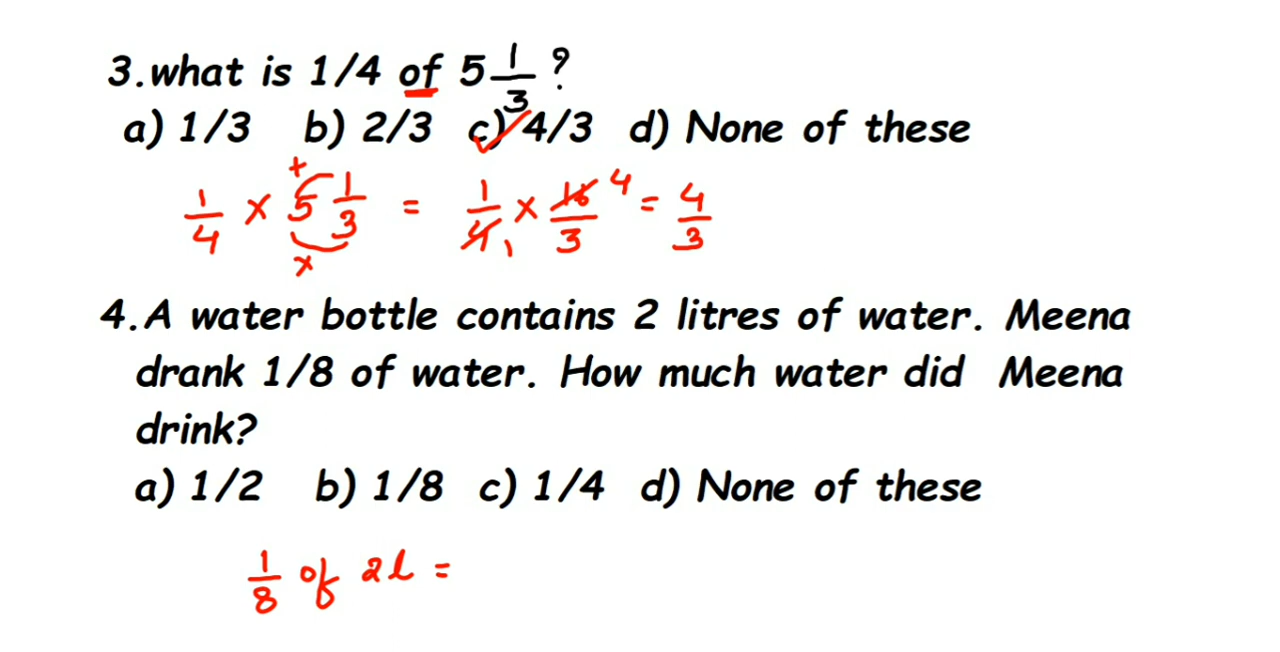 3.what is 1/4 of 5 1/3 ?
a) 1/3 b) 2/3 c) 4/3 d) None of these
1/4 × 5 1/3 = 1/4 1 × 16/3 4 = 4/3
+
×
4.A water bottle contains 2 litres of water. Meena
drank 1/8 of water. How much water did Meena
drink?
a) 1/2 b) 1/8 c) 1/4 d) None of these
1/8 of 2l =